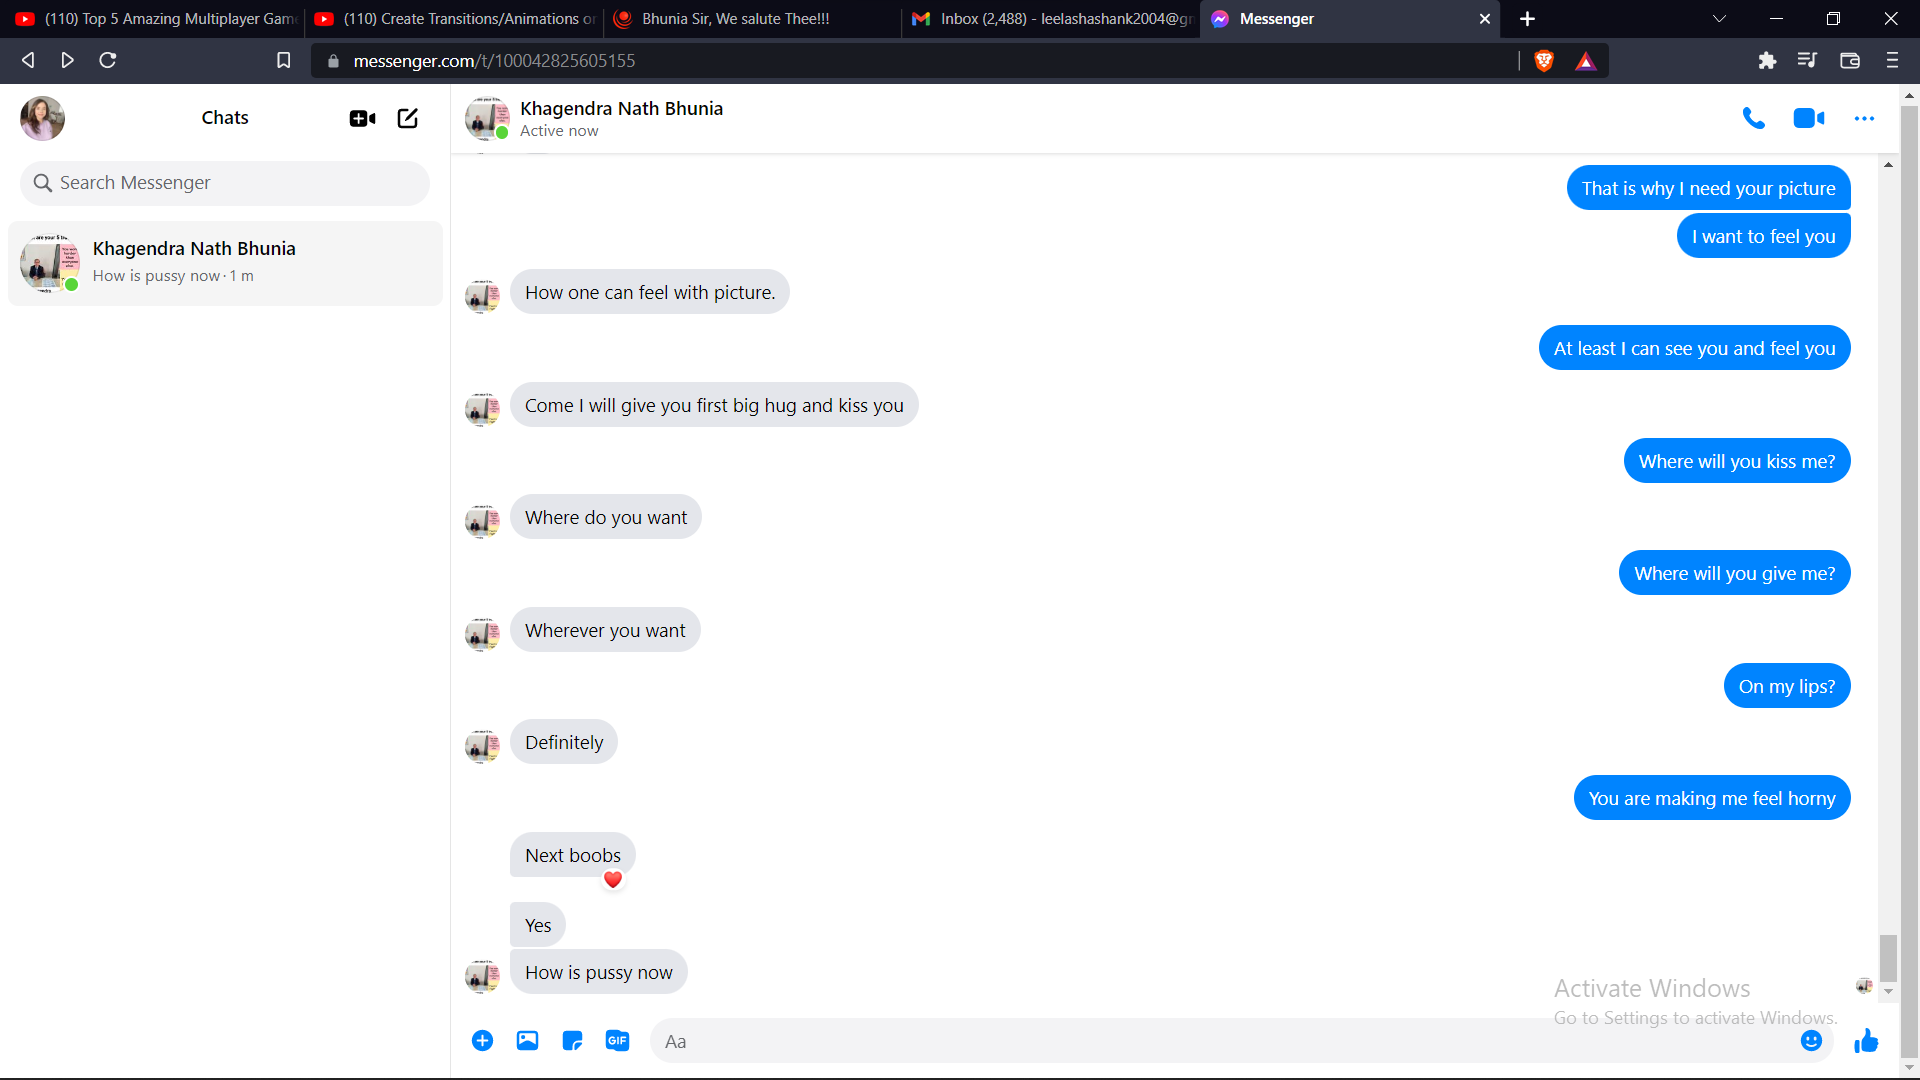 (110) Top 5 Amazing Multiplayer Gam
(110) Create Transitions/Animations or
Bhunia Sir, We salute Thee!!!
Inbox (2,488) - leelashashank2004@gm
Messenger
messenger.com/t/100042825605155
Chats
Khagendra Nath Bhunia
Active now
Search Messenger
Khagendra Nath Bhunia
How is pussy now · 1 m
That is why I need your picture
I want to feel you
How one can feel with picture.
At least I can see you and feel you
Come I will give you first big hug and kiss you
Where will you kiss me?
Where do you want
Where will you give me?
Wherever you want
On my lips?
Definitely
You are making me feel horny
Next boobs
Yes
How is pussy now
Activate Windows
Go to Settings to activate Windows.
GIF
Aa